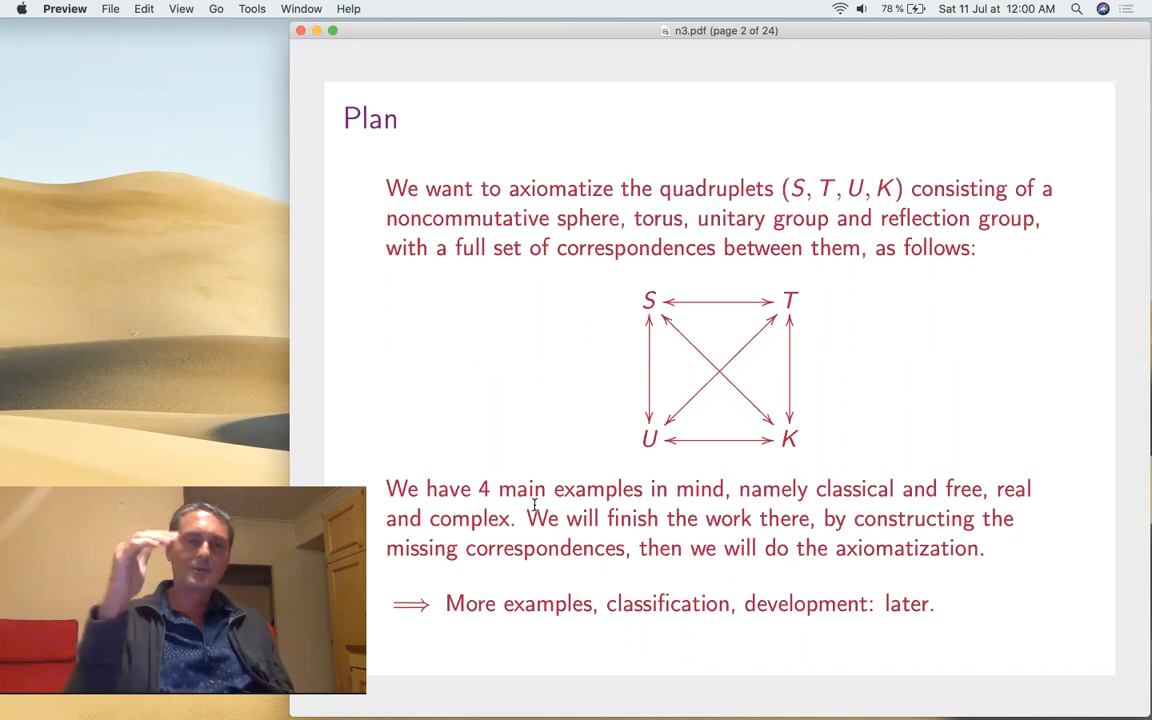 Preview File Edit View Go Tools Window Help 78 % Sat 11 Jul at 12:00 AM
n3.pdf (page 2 of 24)
Plan
We want to axiomatize the quadruplets (S, T, U, K) consisting of a
noncommutative sphere, torus, unitary group and reflection group,
with a full set of correspondences between them, as follows:
S T
U K
We have 4 main examples in mind, namely classical and free, real
and complex. We will finish the work there, by constructing the
missing correspondences, then we will do the axiomatization.
⟹ More examples, classification, development: later.